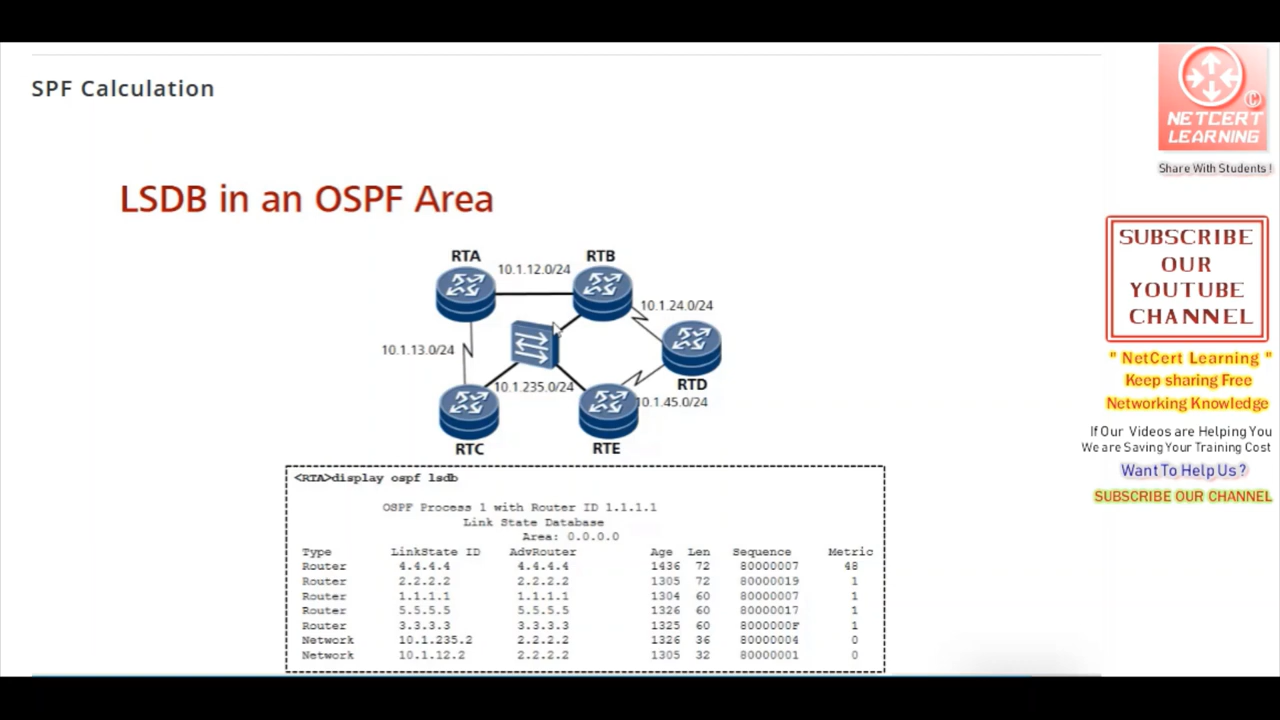 SPF Calculation
LSDB in an OSPF Area
RTA
RTB
10.1.12.0/24
10.1.24.0/24
10.1.13.0/24
RTD
10.1.235.0/24
10.1.45.0/24
RTC
RTE
<RTA>display ospf lsdb
OSPF Process 1 with Router ID 1.1.1.1
Link State Database
Area: 0.0.0.0
Type LinkState ID AdvRouter Age Len Sequence Metric
Router 4.4.4.4 4.4.4.4 1436 72 80000007 48
Router 2.2.2.2 2.2.2.2 1305 72 80000019 1
Router 1.1.1.1 1.1.1.1 1304 60 80000007 1
Router 5.5.5.5 5.5.5.5 1326 60 80000017 1
Router 3.3.3.3 3.3.3.3 1325 60 8000000F 1
Network 10.1.235.2 2.2.2.2 1326 36 80000004 0
Network 10.1.12.2 2.2.2.2 1305 32 80000001 0
©
NETCERT
LEARNING
Share With Students !
SUBSCRIBE
OUR
YOUTUBE
CHANNEL
" NetCert Learning "
Keep sharing Free
Networking Knowledge
If Our Videos are Helping You
We are Saving Your Training Cost
Want To Help Us ?
SUBSCRIBE OUR CHANNEL